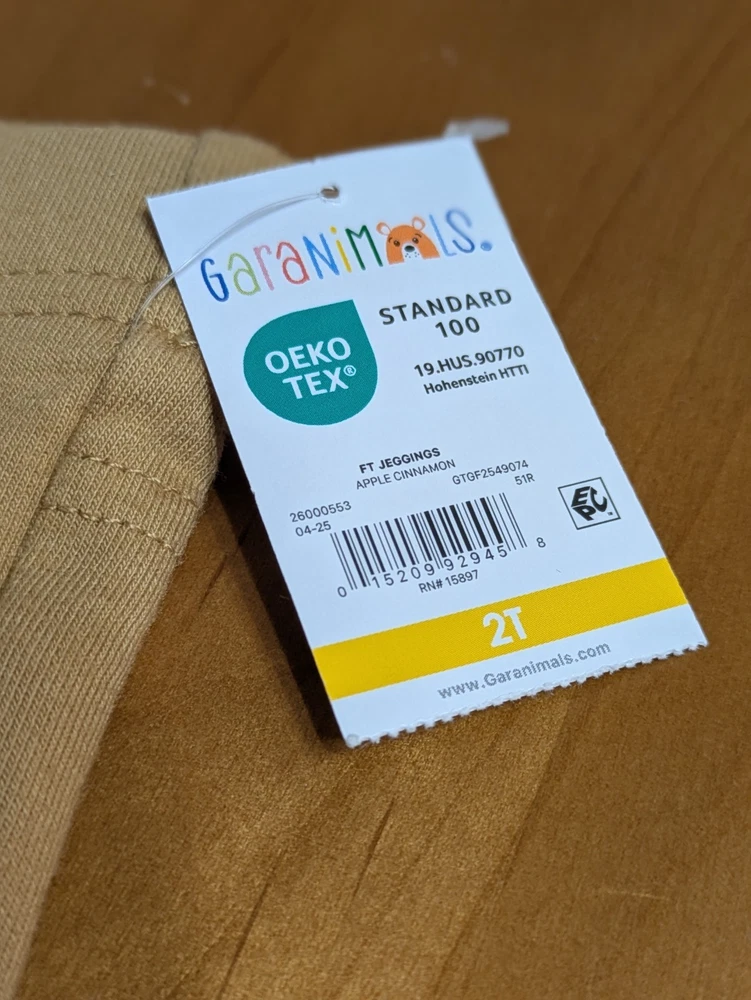 GaraNiMALS®
OEKO
TEX®
STANDARD
100
19.HUS.90770
Hohenstein HTTI
FT JEGGINGS
APPLE CINNAMON
GTGF2549074
51R
26000553
04-25
0 15209 92945 8
RN# 15897
EPC™
2T
www.Garanimals.com